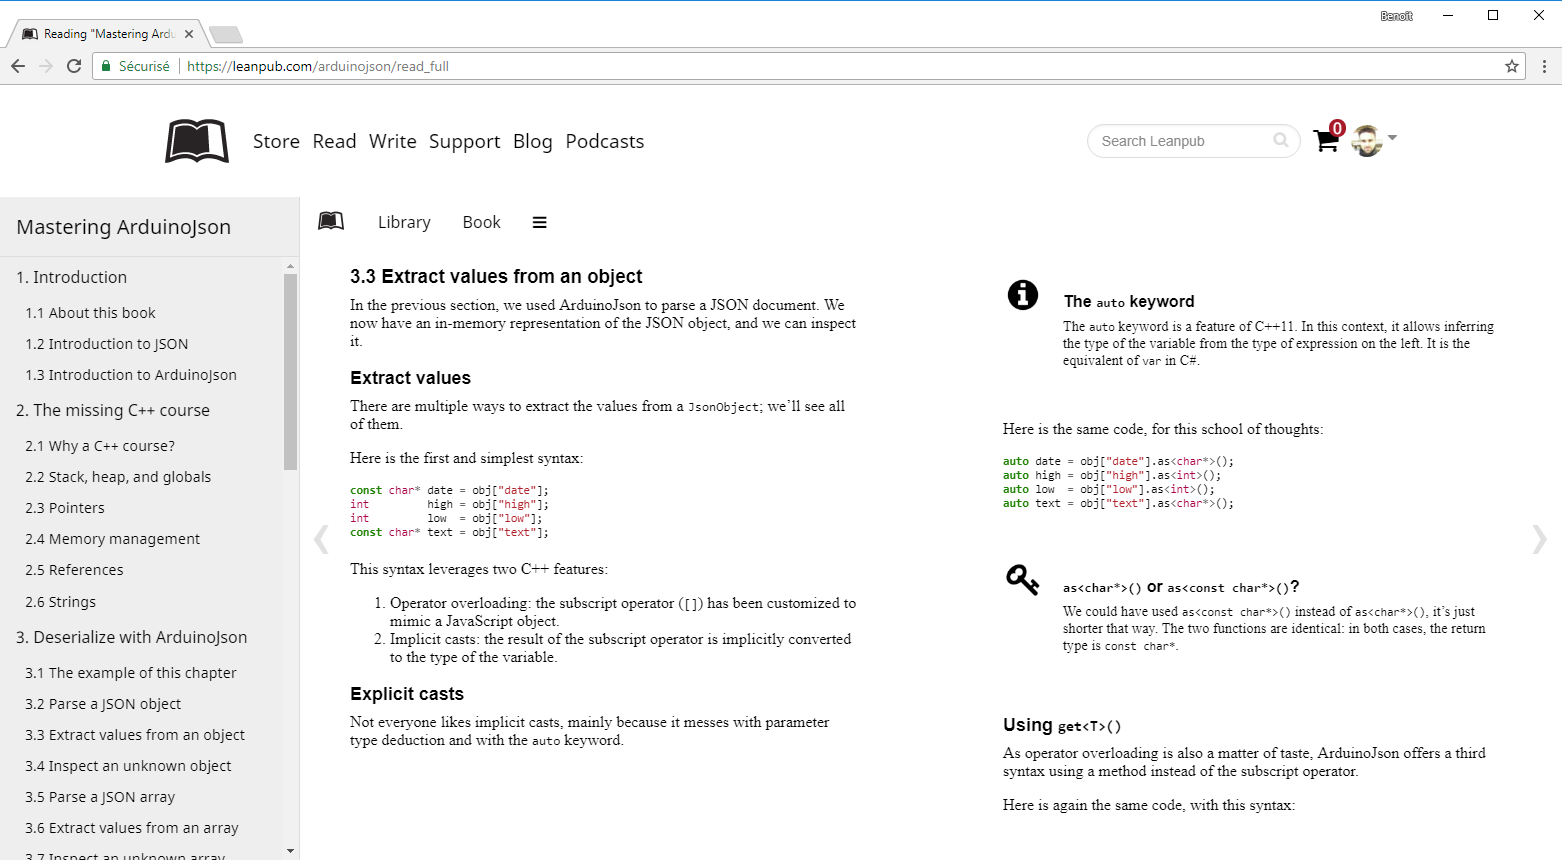 Benoit
Reading "Mastering Ardu
Sécurisé
https://leanpub.com/arduinojson/read_full
Store Read Write Support Blog Podcasts
Search Leanpub
0
Mastering ArduinoJson
1. Introduction
1.1 About this book
1.2 Introduction to JSON
1.3 Introduction to ArduinoJson
2. The missing C++ course
2.1 Why a C++ course?
2.2 Stack, heap, and globals
2.3 Pointers
2.4 Memory management
2.5 References
2.6 Strings
3. Deserialize with ArduinoJson
3.1 The example of this chapter
3.2 Parse a JSON object
3.3 Extract values from an object
3.4 Inspect an unknown object
3.5 Parse a JSON array
3.6 Extract values from an array
3.7 Inspect an unknown array
Library Book
3.3 Extract values from an object
In the previous section, we used ArduinoJson to parse a JSON document. We
now have an in-memory representation of the JSON object, and we can inspect
it.
Extract values
There are multiple ways to extract the values from a JsonObject; we’ll see all
of them.
Here is the first and simplest syntax:
const char* date = obj["date"];
int         high = obj["high"];
int         low  = obj["low"];
const char* text = obj["text"];
This syntax leverages two C++ features:
1. Operator overloading: the subscript operator ([]) has been customized to
mimic a JavaScript object.
2. Implicit casts: the result of the subscript operator is implicitly converted
to the type of the variable.
Explicit casts
Not everyone likes implicit casts, mainly because it messes with parameter
type deduction and with the auto keyword.
The auto keyword
The auto keyword is a feature of C++11. In this context, it allows inferring
the type of the variable from the type of expression on the left. It is the
equivalent of var in C#.
Here is the same code, for this school of thoughts:
auto date = obj["date"].as<char*>();
auto high = obj["high"].as<int>();
auto low  = obj["low"].as<int>();
auto text = obj["text"].as<char*>();
as<char*>() or as<const char*>()?
We could have used as<const char*>() instead of as<char*>(), it’s just
shorter that way. The two functions are identical: in both cases, the return
type is const char*.
Using get<T>()
As operator overloading is also a matter of taste, ArduinoJson offers a third
syntax using a method instead of the subscript operator.
Here is again the same code, with this syntax: